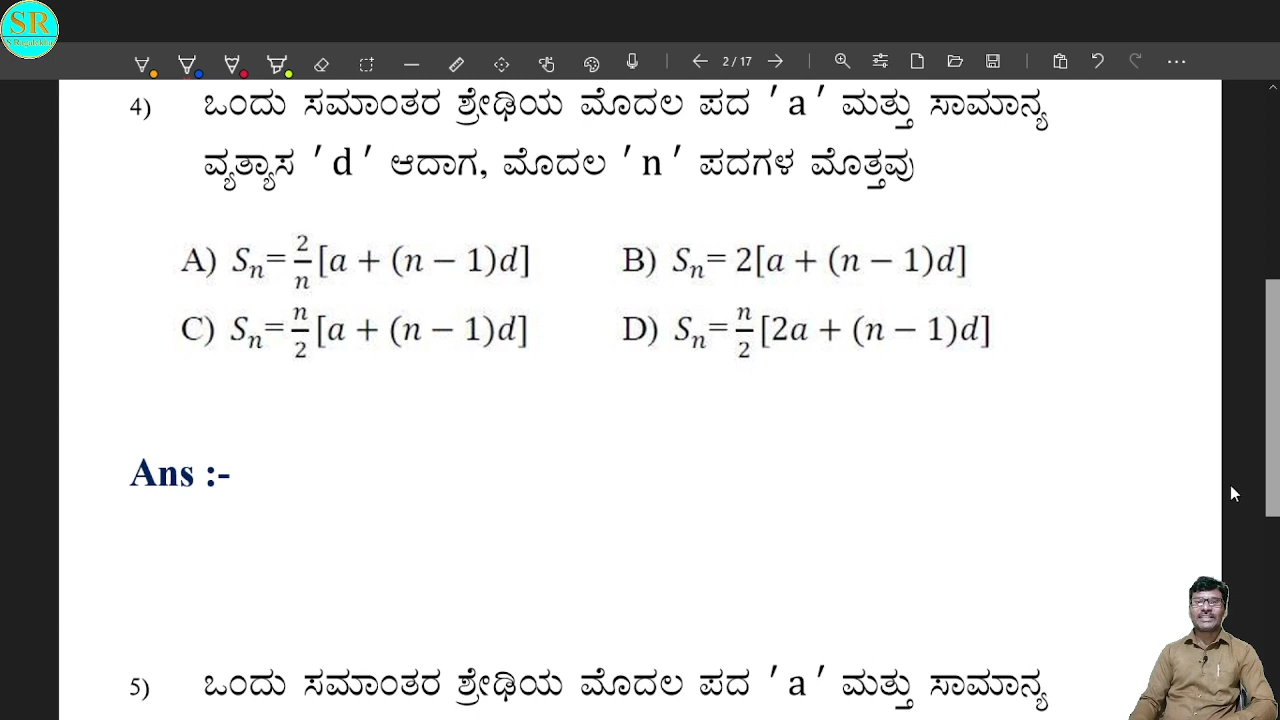 SR
2 / 17
4) ಒಂದು ಸಮಾಂತರ ಶ್ರೇಢಿಯ ಮೊದಲ ಪದ ′a′ ಮತ್ತು ಸಾಮಾನ್ಯ
ವ್ಯತ್ಯಾಸ ′d′ ಆದಾಗ, ಮೊದಲ ′n′ ಪದಗಳ ಮೊತ್ತವು
A) Sₙ= 2/n [a + (n − 1)d] B) Sₙ= 2[a + (n − 1)d]
C) Sₙ= n/2 [a + (n − 1)d] D) Sₙ= n/2 [2a + (n − 1)d]
Ans :-
5) ಒಂದು ಸಮಾಂತರ ಶ್ರೇಢಿಯ ಮೊದಲ ಪದ ′a′ ಮತ್ತು ಸಾಮಾನ್ಯ